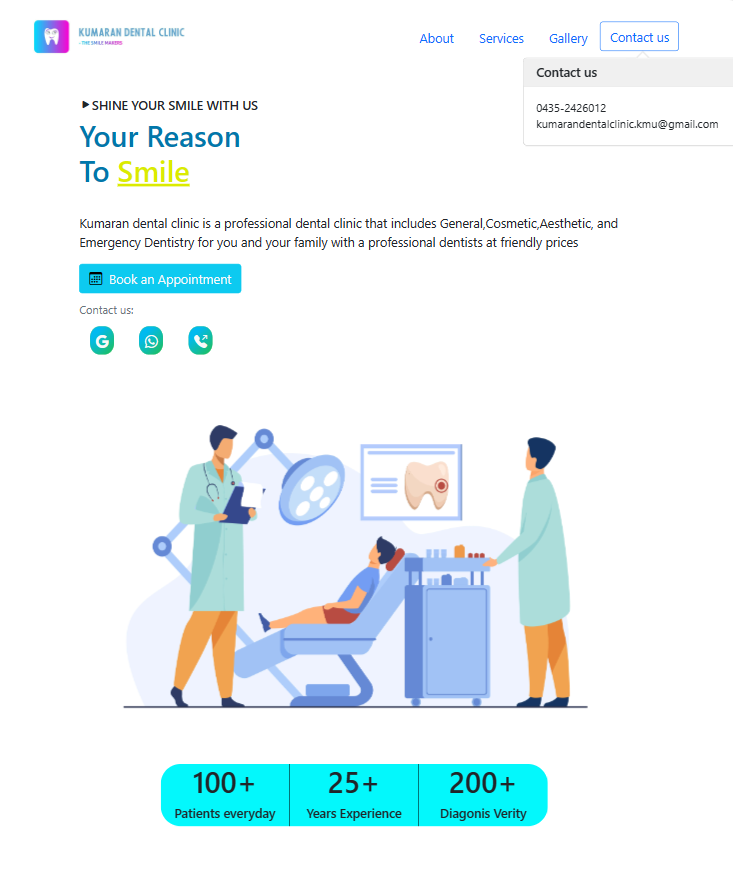 KUMARAN DENTAL CLINIC
- THE SMILE MAKERS
About Services Gallery Contact us
Contact us
0435-2426012
kumarandentalclinic.kmu@gmail.com
SHINE YOUR SMILE WITH US
Your Reason
To Smile
Kumaran dental clinic is a professional dental clinic that includes General,Cosmetic,Aesthetic, and
Emergency Dentistry for you and your family with a professional dentists at friendly prices
Book an Appointment
Contact us:
G
100+ 25+ 200+
Patients everyday Years Experience Diagonis Verity